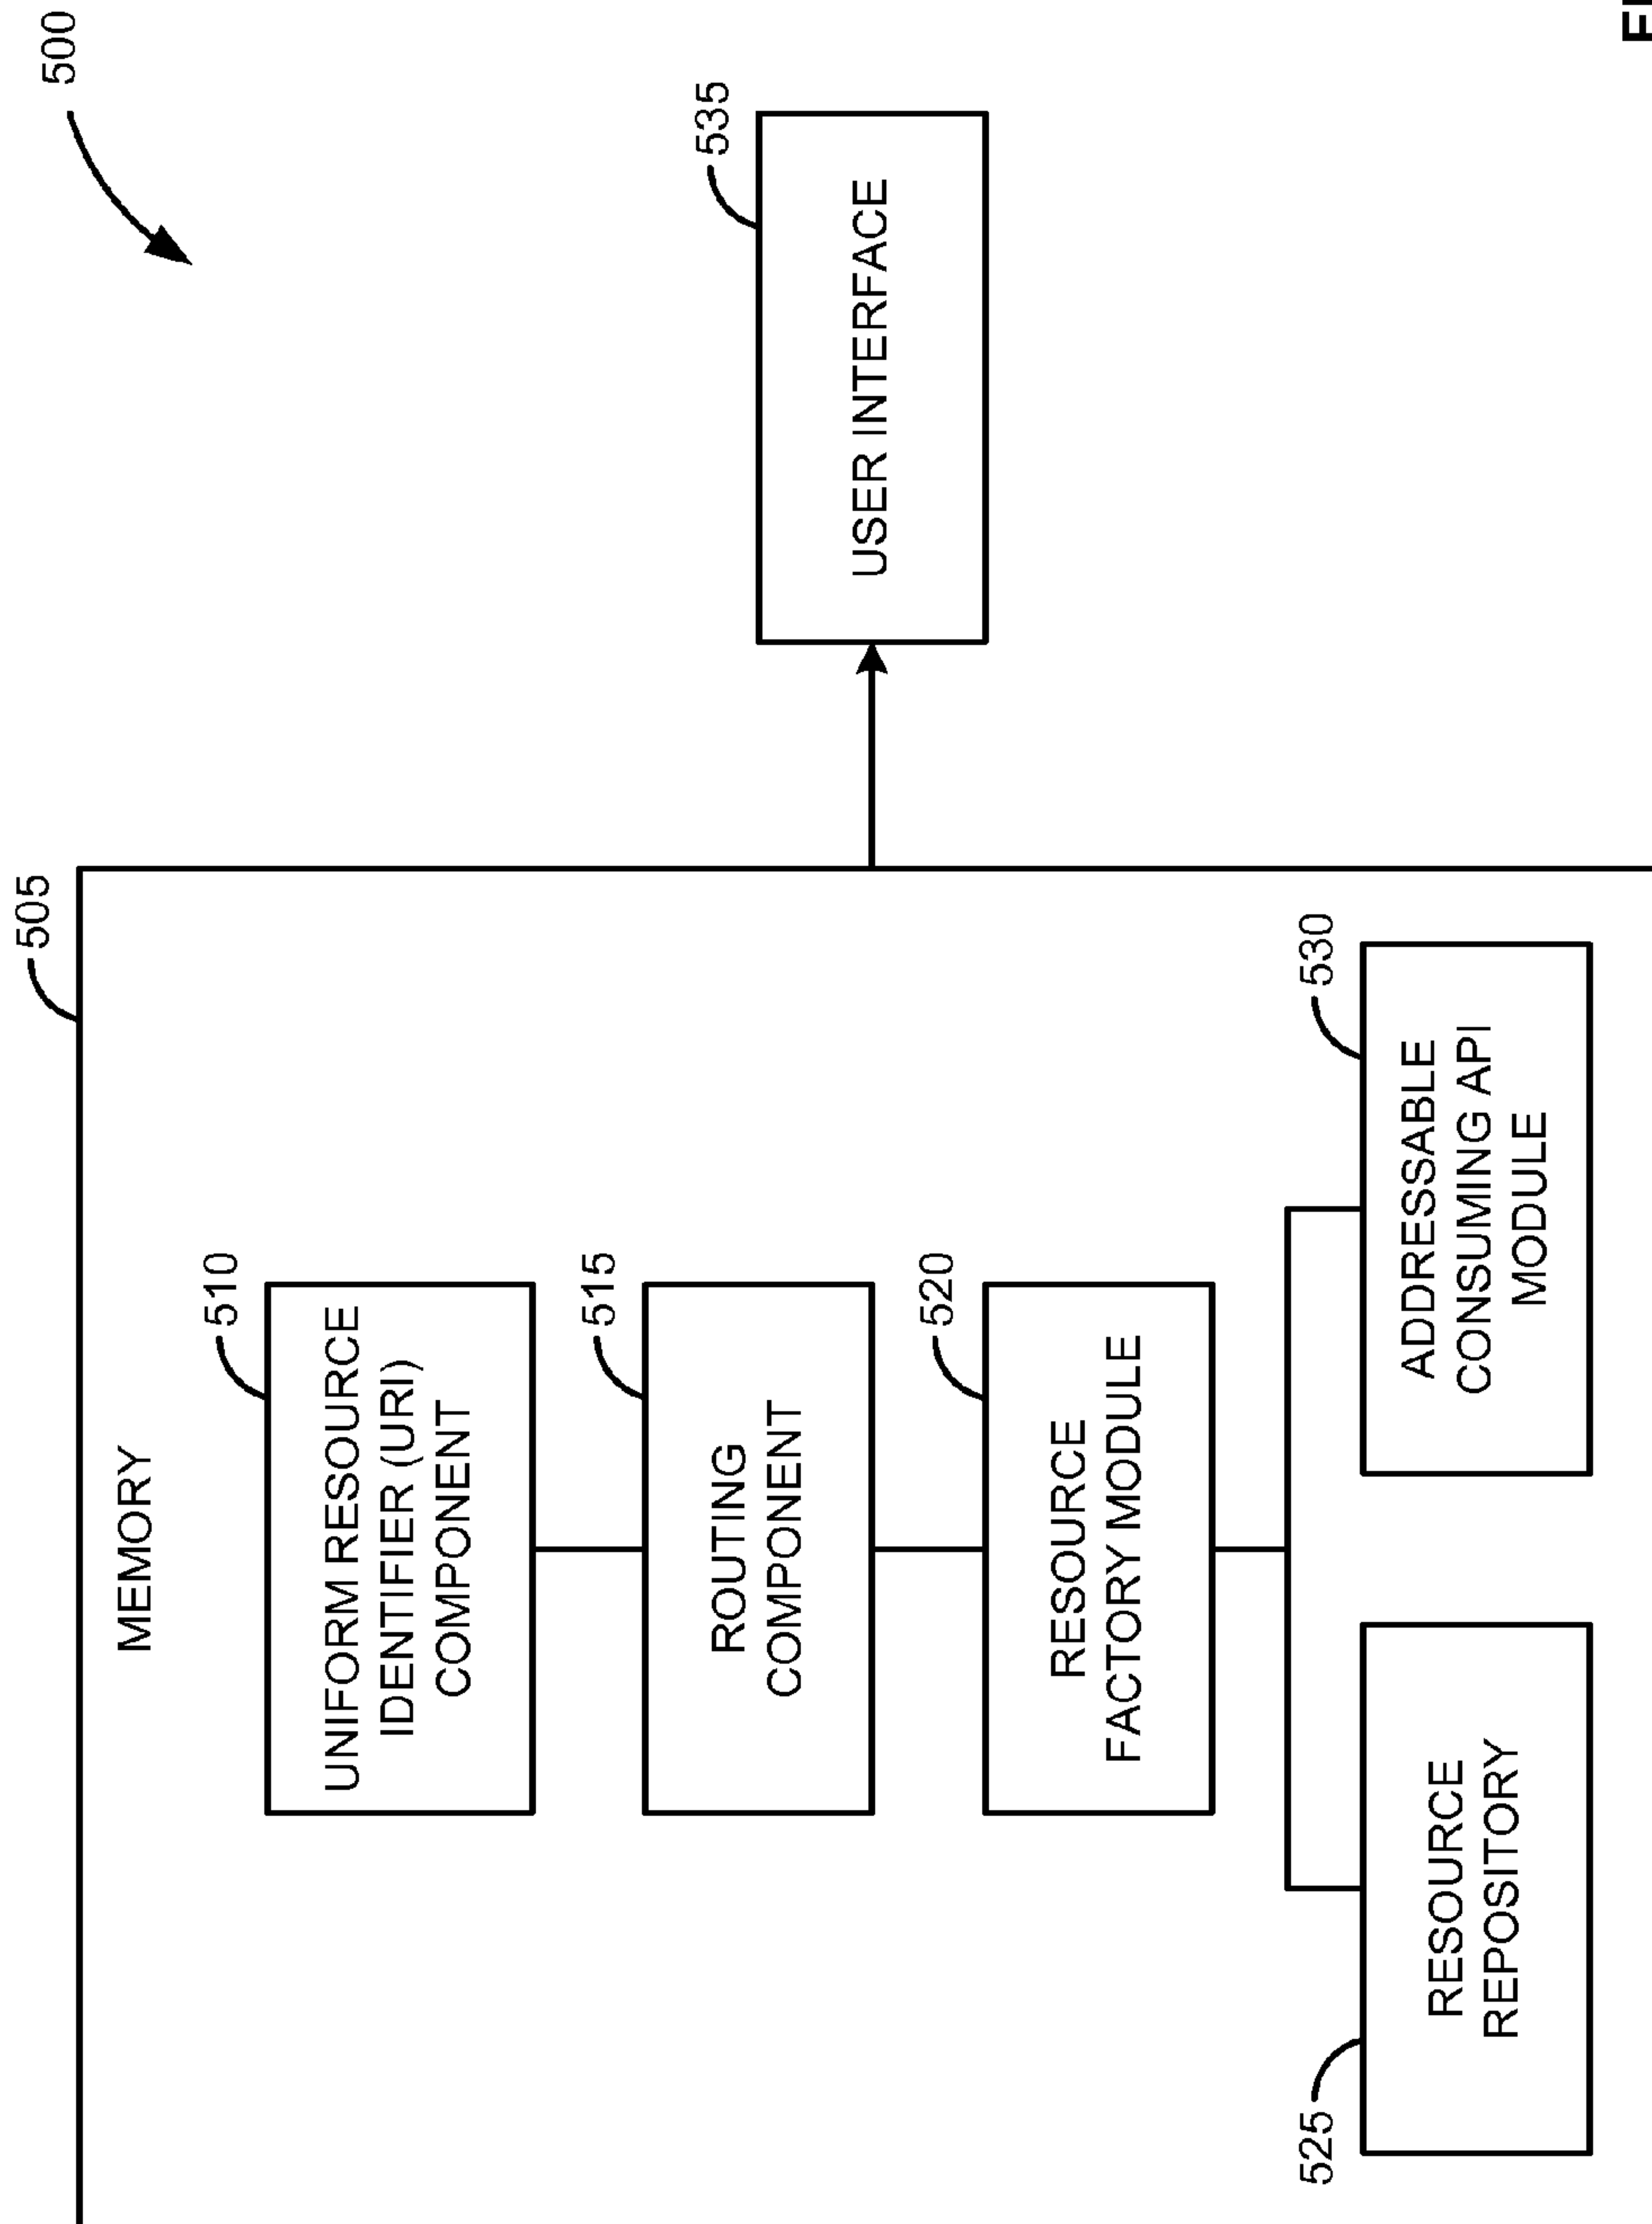 500
505
MEMORY
510
UNIFORM RESOURCE
IDENTIFIER (URI)
COMPONENT
535
USER INTERFACE
515
ROUTING
COMPONENT
520
RESOURCE
FACTORY MODULE
525
RESOURCE
REPOSITORY
530
ADDRESSABLE
CONSUMING API
MODULE